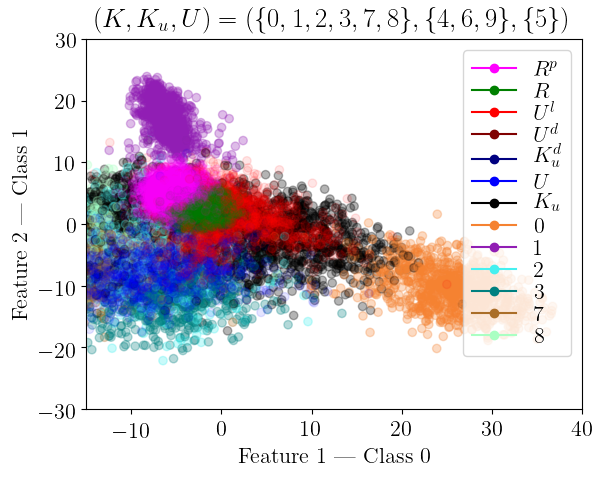 (K, K_u, U) = ({0, 1, 2, 3, 7, 8}, {4, 6, 9}, {5})
30
20
10
0
−10
−20
−30
Feature 2 — Class 1
R^p
R
U^l
U^d
K_u^d
U
K_u
0
1
2
3
7
8
−10
0
10
20
30
40
Feature 1 — Class 0